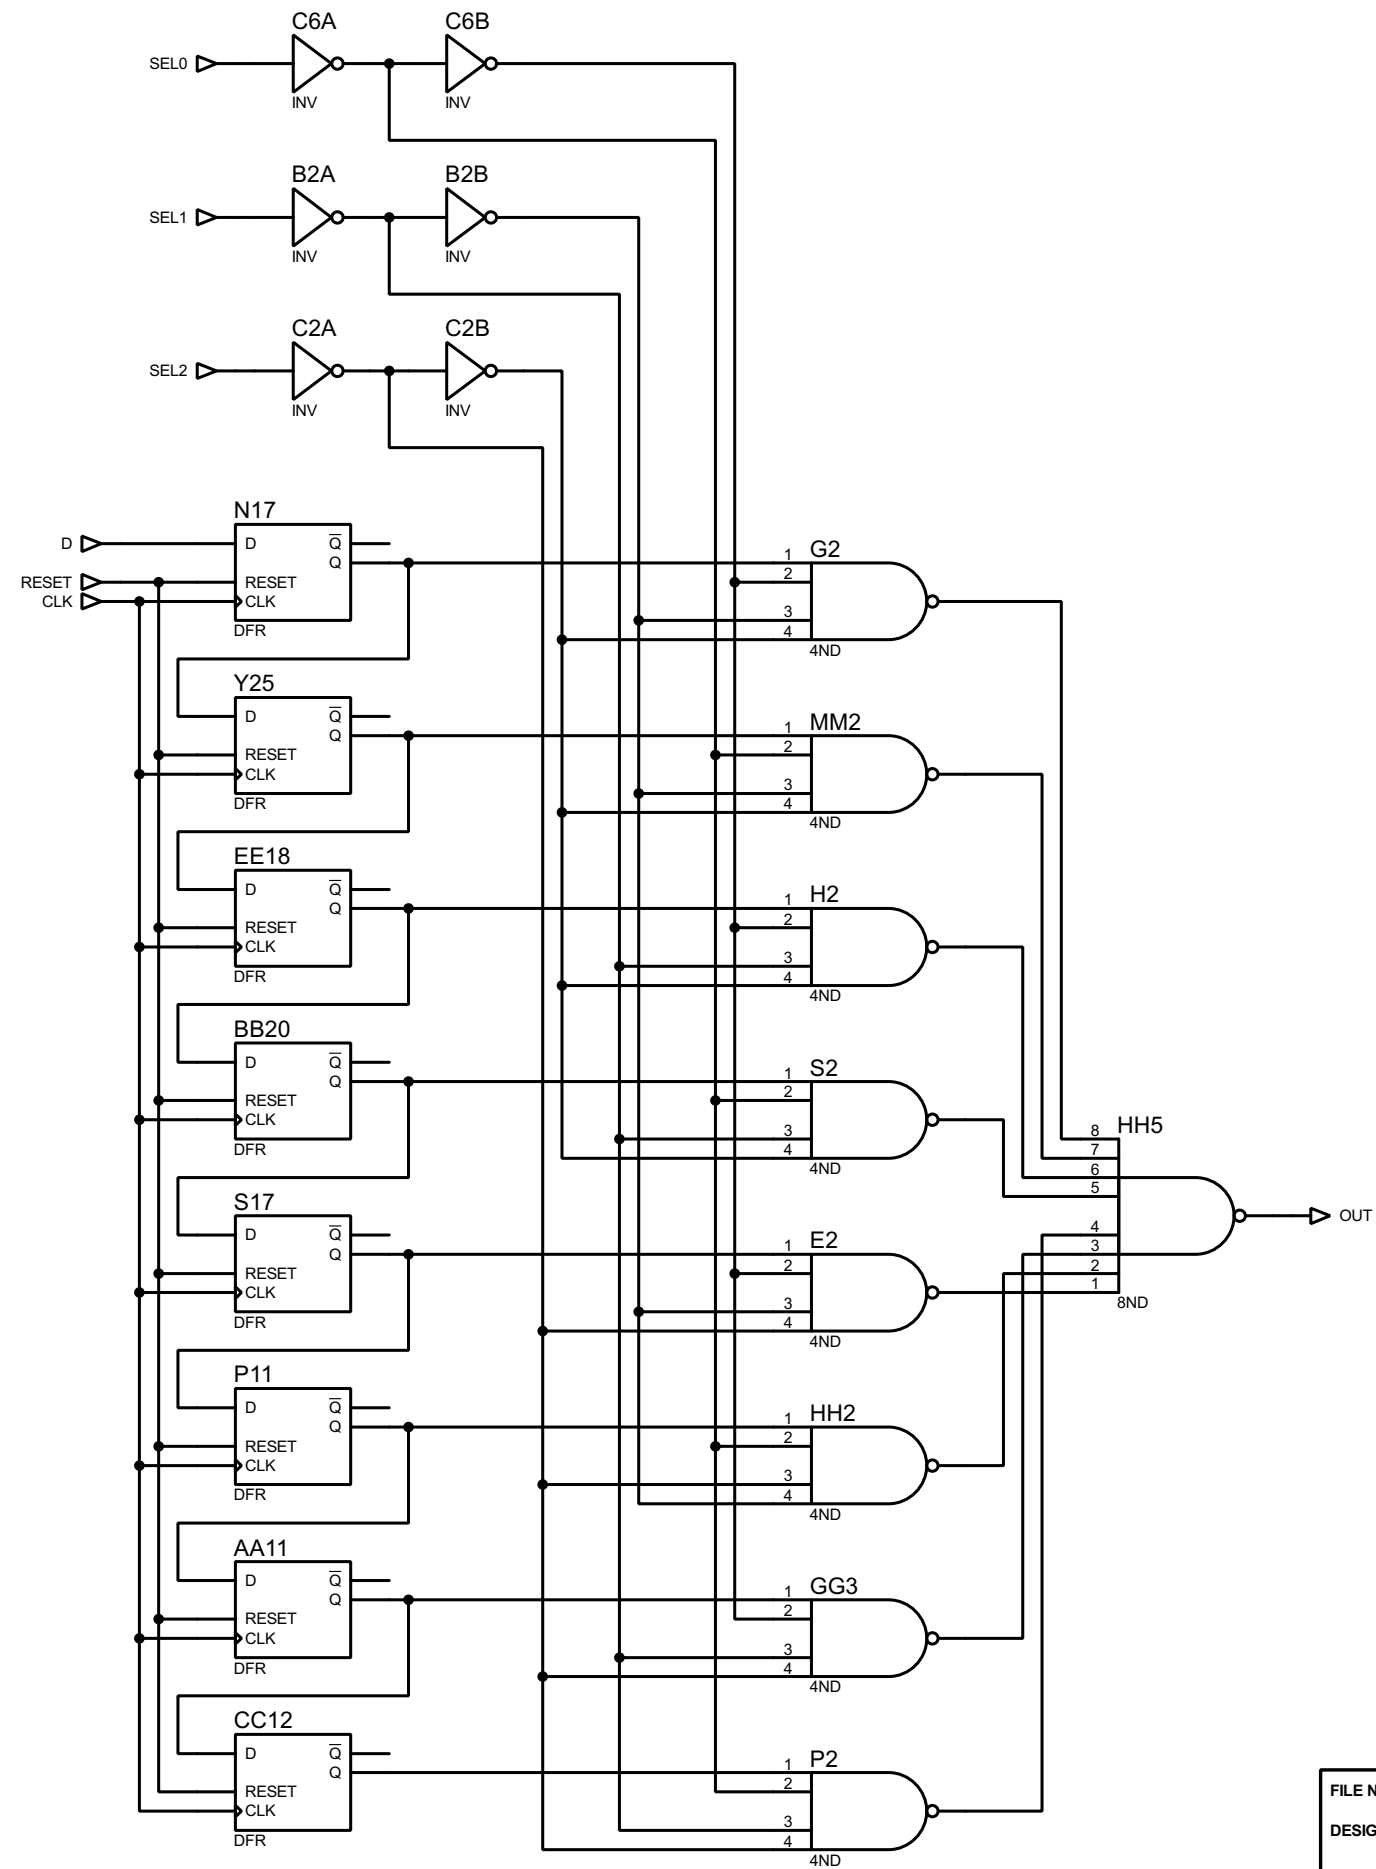 C6A C6B
SEL0
INV INV
B2A B2B
SEL1
INV INV
C2A C2B
SEL2
INV INV
N17
D D Q
Q 1 G2
RESET RESET 2
CLK CLK
3
DFR 4
4ND
Y25
D Q
Q 1 MM2
RESET 2
CLK
3
DFR 4
4ND
EE18
D Q
Q 1 H2
RESET 2
CLK
3
DFR 4
4ND
BB20
D Q
Q 1 S2
RESET 2
CLK
3
DFR 4
4ND
8 HH5
7
6
5
4
3
2
1
8ND
OUT
S17
D Q
Q 1 E2
RESET 2
CLK
3
DFR 4
4ND
P11
D Q
Q 1 HH2
RESET 2
CLK
3
DFR 4
4ND
AA11
D Q
Q 1 GG3
RESET 2
CLK
3
DFR 4
4ND
CC12
D Q
Q 1 P2
RESET 2
CLK
3
DFR 4
4ND
FILE N
DESIG